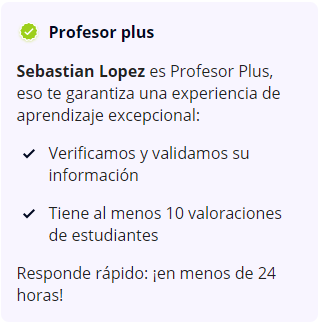 Profesor plus
Sebastian Lopez es Profesor Plus,
eso te garantiza una experiencia de
aprendizaje excepcional:
Verificamos y validamos su
información
Tiene al menos 10 valoraciones
de estudiantes
Responde rápido: ¡en menos de 24
horas!